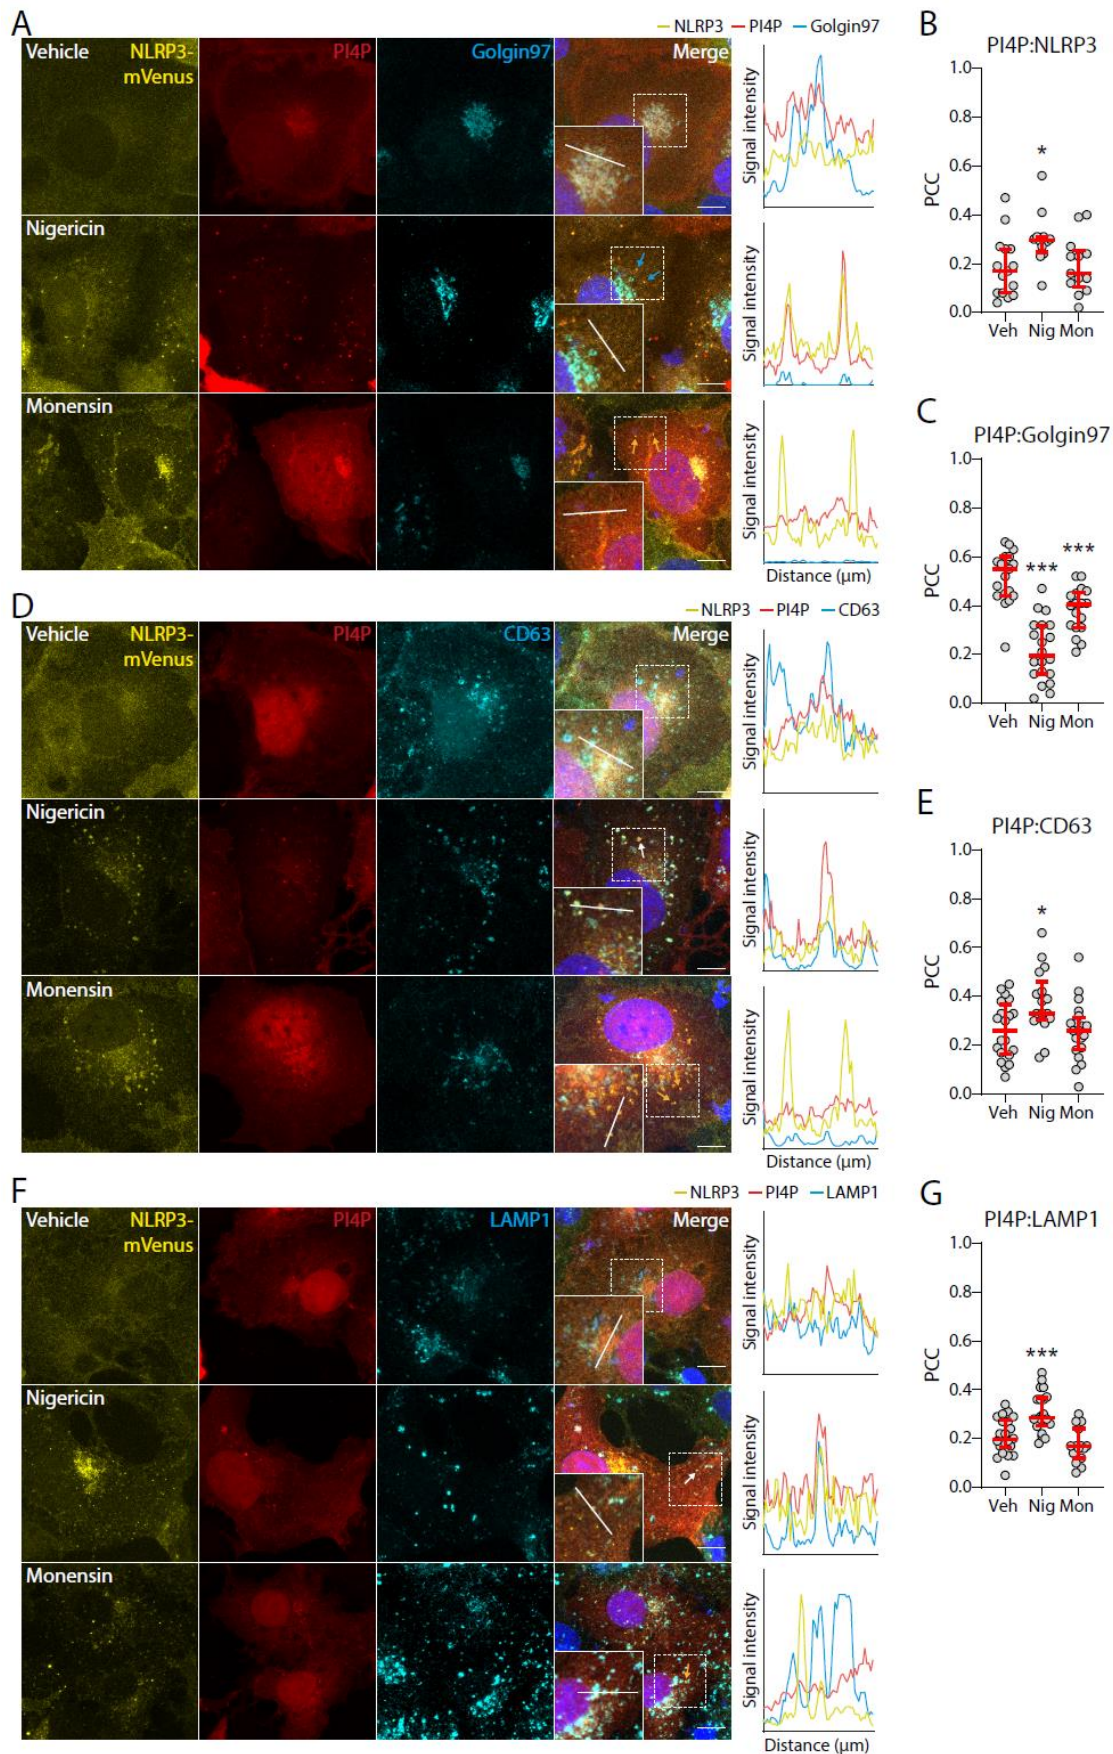 A
NLRP3 PI4P Golgin97
Vehicle NLRP3-
mVenus
PI4P
Golgin97
Merge
Signal intensity
Nigericin
Signal intensity
Monensin
Signal intensity
Distance (µm)
B
PI4P:NLRP3
1.0
0.8
*
0.6
PCC
0.4
0.2
0.0
Veh Nig Mon
C
PI4P:Golgin97
1.0
0.8
***
0.6
***
PCC
0.4
0.2
0.0
Veh Nig Mon
D
NLRP3 PI4P CD63
Vehicle NLRP3-
mVenus
PI4P
CD63
Merge
Signal intensity
Nigericin
Signal intensity
Monensin
Signal intensity
Distance (µm)
E
PI4P:CD63
1.0
0.8
*
0.6
PCC
0.4
0.2
0.0
Veh Nig Mon
F
NLRP3 PI4P LAMP1
Vehicle NLRP3-
mVenus
PI4P
LAMP1
Merge
Signal intensity
Nigericin
Signal intensity
Monensin
Signal intensity
Distance (µm)
G
PI4P:LAMP1
1.0
0.8
0.6
***
PCC
0.4
0.2
0.0
Veh Nig Mon